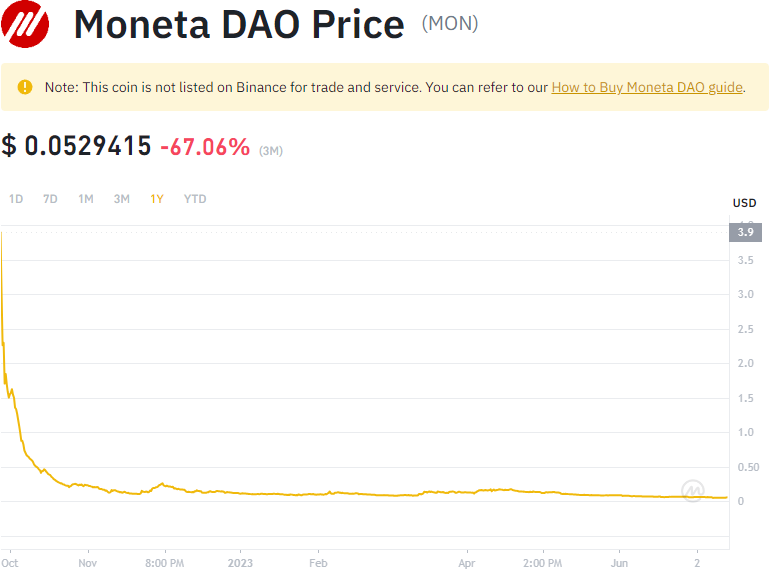 Moneta DAO Price (MON)
Note: This coin is not listed on Binance for trade and service. You can refer to our How to Buy Moneta DAO guide.
$ 0.0529415 -67.06% (3M)
1D 7D 1M 3M 1Y YTD
USD
3.9
3.5
3.0
2.5
2.0
1.5
1.0
0.50
0
Oct Nov 8:00 PM 2023 Feb Apr 2:00 PM Jun 2